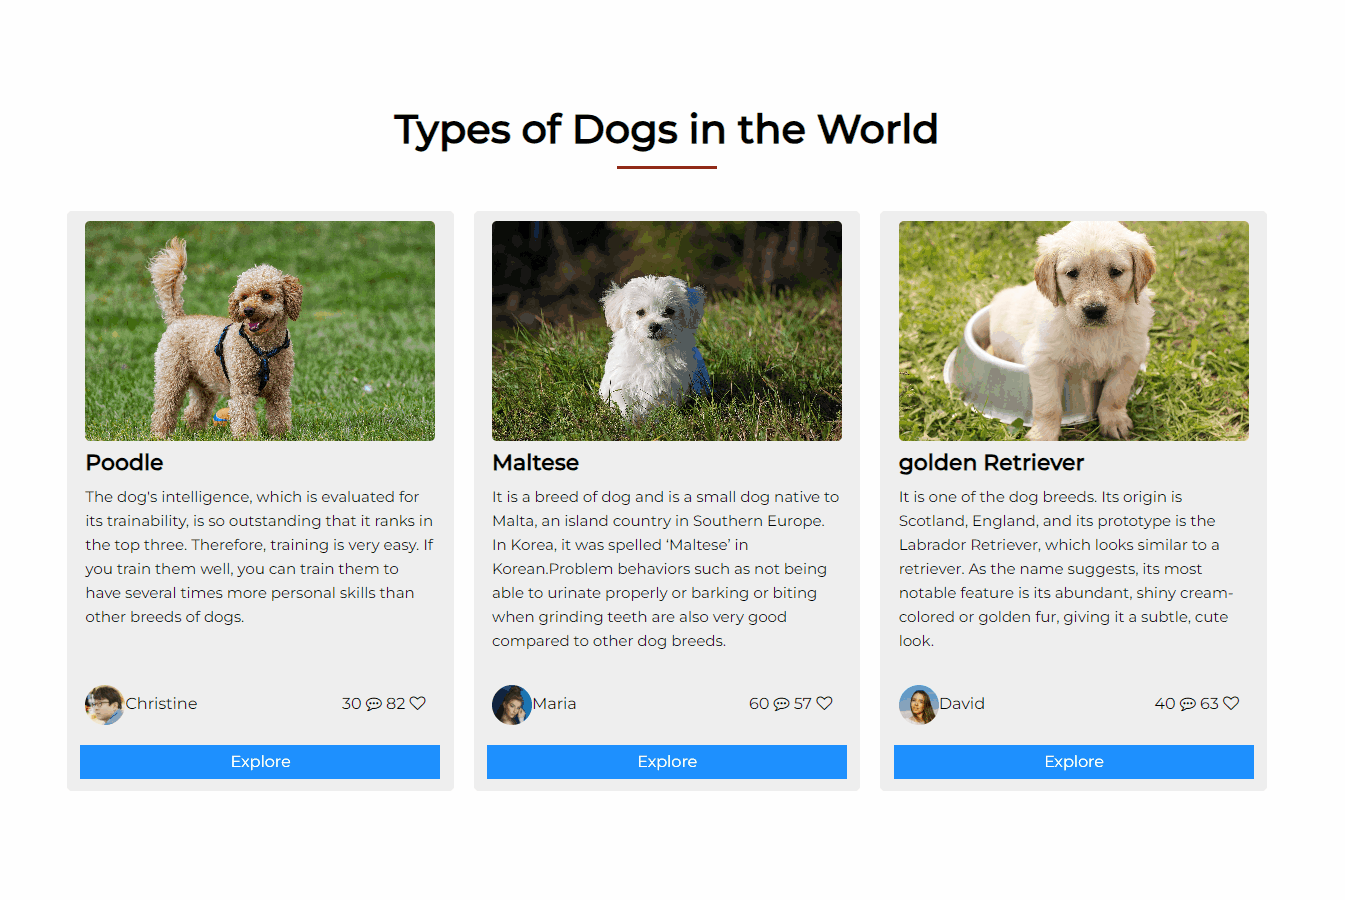 Types of Dogs in the World
Poodle
The dog's intelligence, which is evaluated for
its trainability, is so outstanding that it ranks in
the top three. Therefore, training is very easy. If
you train them well, you can train them to
have several times more personal skills than
other breeds of dogs.
Christine
30 82
Explore
Maltese
It is a breed of dog and is a small dog native to
Malta, an island country in Southern Europe.
In Korea, it was spelled ‘Maltese’ in
Korean.Problem behaviors such as not being
able to urinate properly or barking or biting
when grinding teeth are also very good
compared to other dog breeds.
Maria
60 57
Explore
golden Retriever
It is one of the dog breeds. Its origin is
Scotland, England, and its prototype is the
Labrador Retriever, which looks similar to a
retriever. As the name suggests, its most
notable feature is its abundant, shiny cream-
colored or golden fur, giving it a subtle, cute
look.
David
40 63
Explore